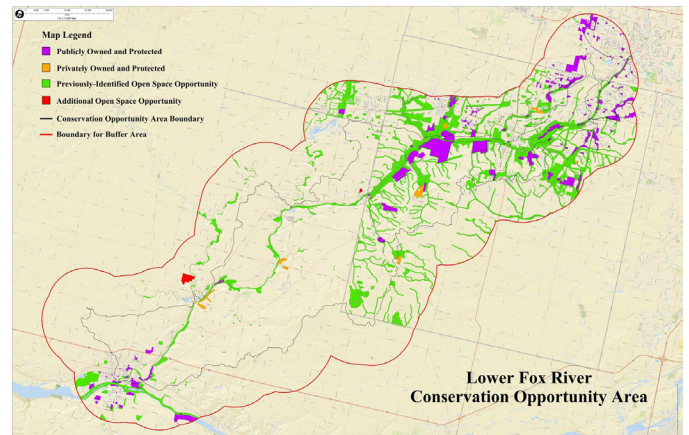 Map Legend
Publicly Owned and Protected
Privately Owned and Protected
Previously-Identified Open Space Opportunity
Additional Open Space Opportunity
Conservation Opportunity Area Boundary
Boundary for Buffer Area
Lower Fox River
Conservation Opportunity Area